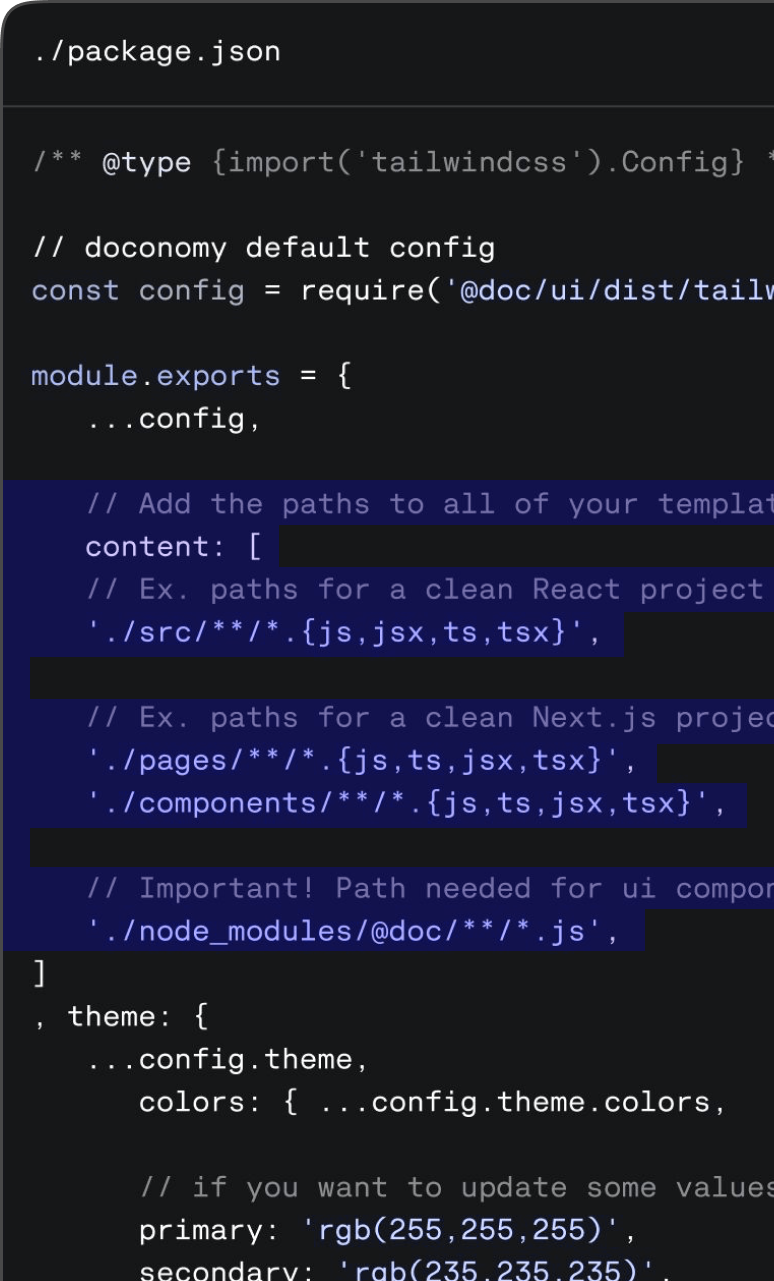 ./package.json
/** @type {import('tailwindcss').Config} *
// doconomy default config
const config = require('@doc/ui/dist/tailw
module.exports = {
...config,
// Add the paths to all of your templat
content: [
// Ex. paths for a clean React project
'./src/**/*.{js,jsx,ts,tsx}',
// Ex. paths for a clean Next.js projec
'./pages/**/*.{js,ts,jsx,tsx}',
'./components/**/*.{js,ts,jsx,tsx}',
// Important! Path needed for ui compon
'./node_modules/@doc/**/*.js',
]
, theme: {
...config.theme,
colors: { ...config.theme.colors,
// if you want to update some values
primary: 'rgb(255,255,255)',
secondary: 'rgb(235,235,235)',